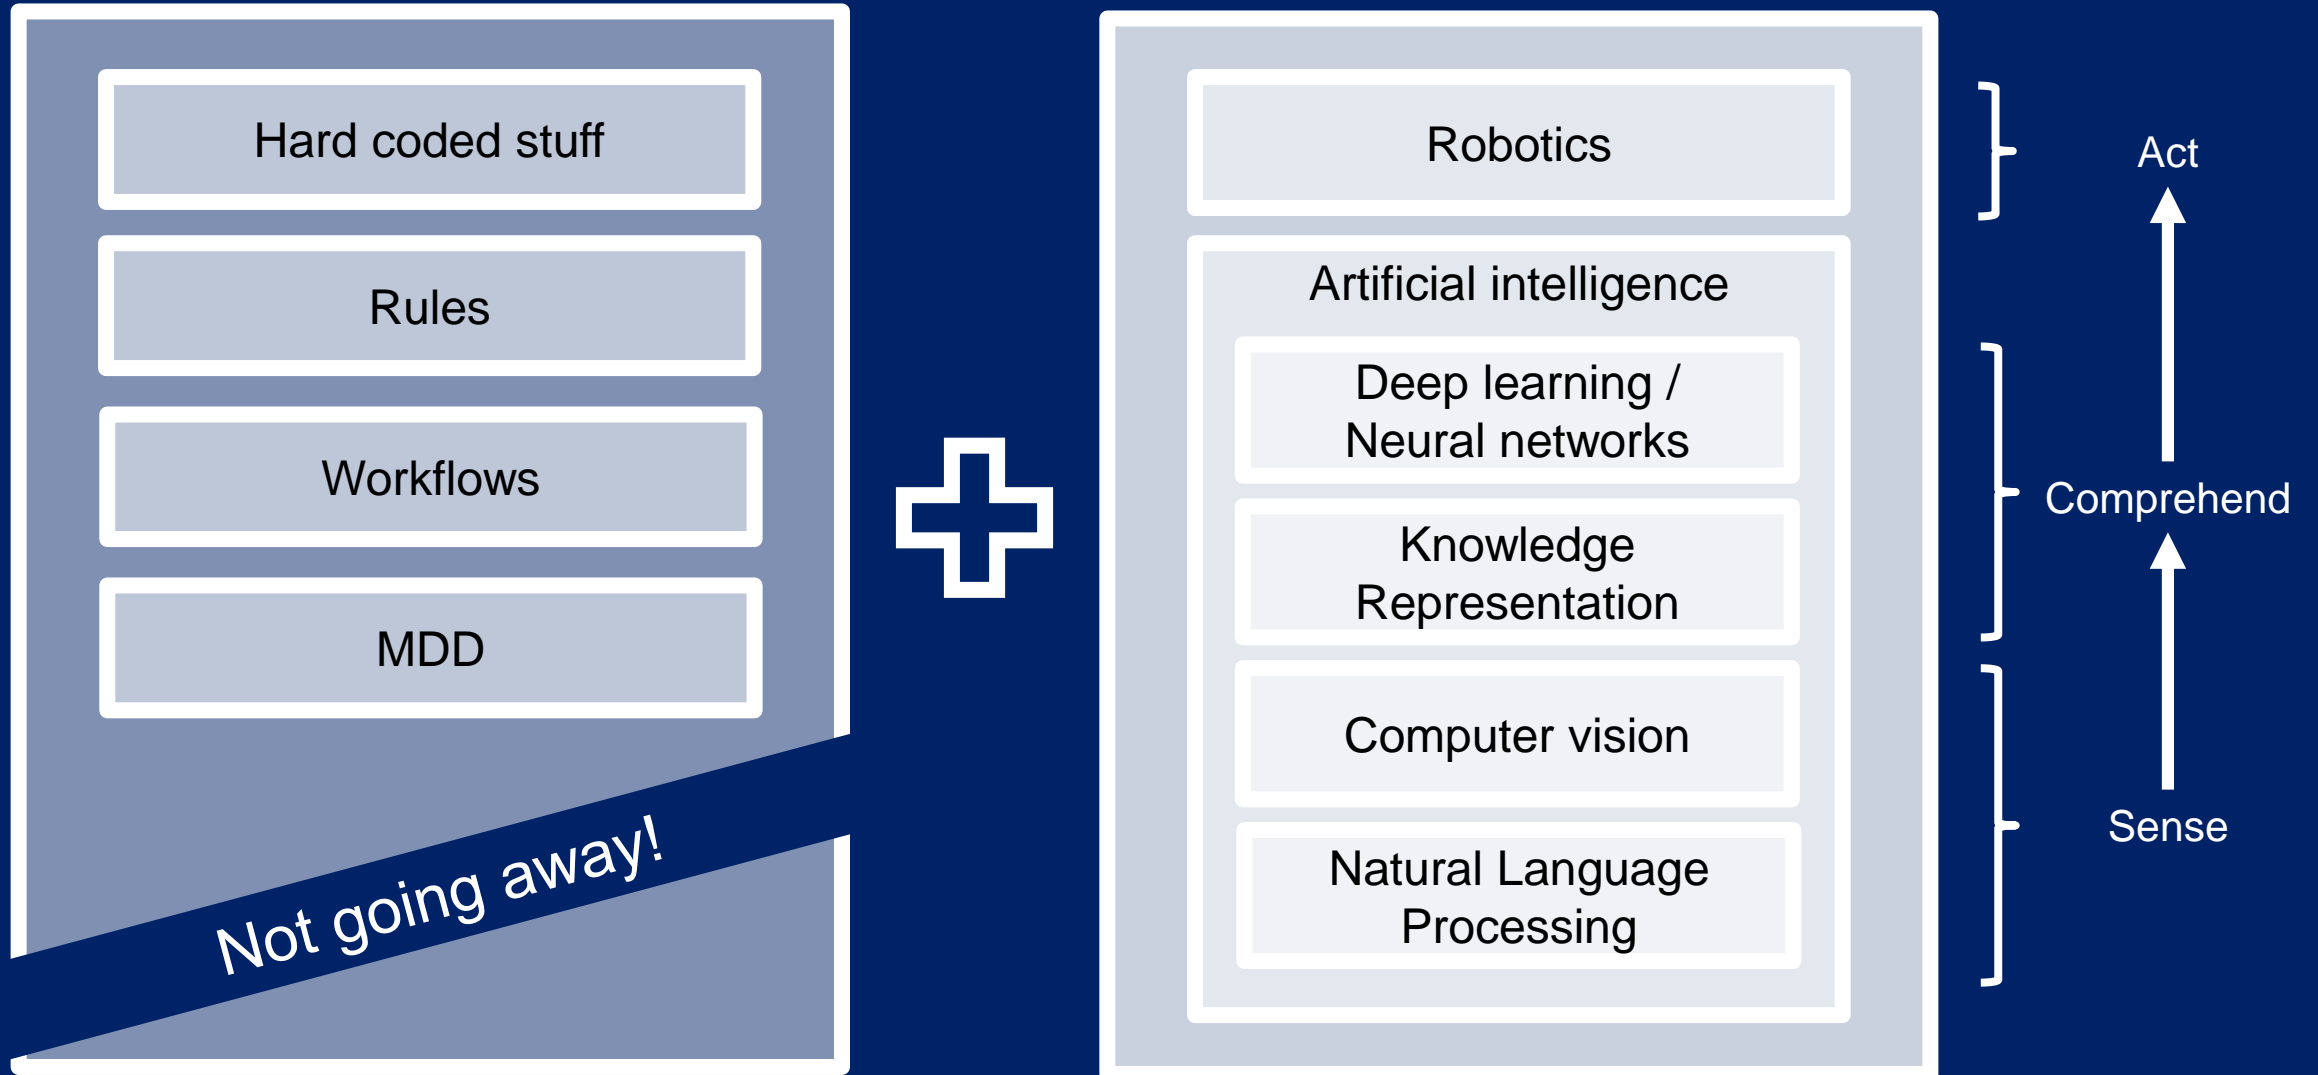 Hard coded stuff
Rules
Workflows
MDD
Not going away!
Robotics
Artificial intelligence
Deep learning /
Neural networks
Knowledge
Representation
Computer vision
Natural Language
Processing
Act
Comprehend
Sense